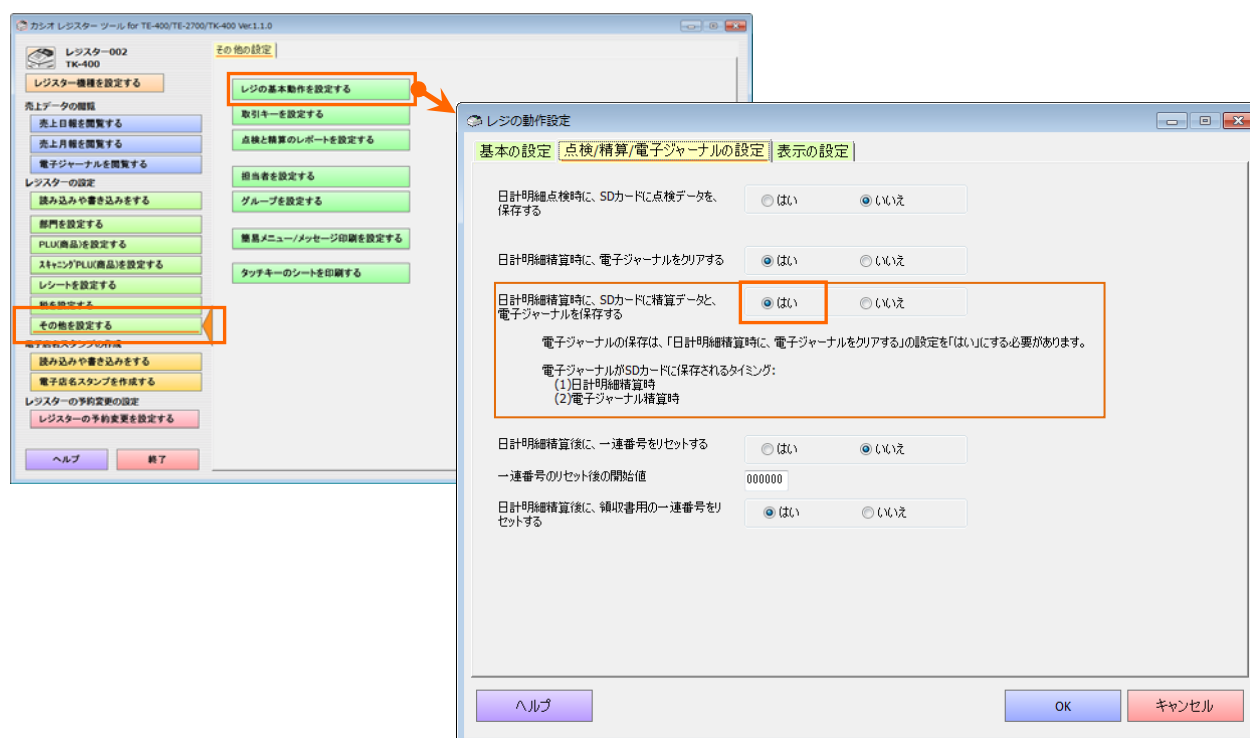 カシオ レジスター ツール for TE-400/TE-2700/TK-400 Ver.1.1.0
レジスター002
TK-400
レジスター機種を設定する
売上データの閲覧
売上日報を閲覧する
売上月報を閲覧する
電子ジャーナルを閲覧する
レジスターの設定
読み込みや書き込みをする
部門を設定する
PLU(商品)を設定する
スキャニングPLU(商品)を設定する
レシートを設定する
税を設定する
その他を設定する
電子店名スタンプの作成
読み込みや書き込みをする
電子店名スタンプを作成する
レジスターの予約変更の設定
レジスターの予約変更を設定する
ヘルプ
終了
その他の設定
レジの基本動作を設定する
取引キーを設定する
点検と精算のレポートを設定する
担当者を設定する
グループを設定する
簡易メニュー/メッセージ印刷を設定する
タッチキーのシートを印刷する
レジの動作設定
基本の設定 点検/精算/電子ジャーナルの設定 表示の設定
日計明細点検時に、SDカードに点検データを、
保存する
はい いいえ
日計明細精算時に、電子ジャーナルをクリアする
はい いいえ
日計明細精算時に、SDカードに精算データと、
電子ジャーナルを保存する
はい いいえ
電子ジャーナルの保存は、「日計明細精算時に、電子ジャーナルをクリアする」の設定を「はい」にする必要があります。
電子ジャーナルがSDカードに保存されるタイミング:
(1)日計明細精算時
(2)電子ジャーナル精算時
日計明細精算後に、一連番号をリセットする
はい いいえ
一連番号のリセット後の開始値
000000
日計明細精算後に、領収書用の一連番号をリ
セットする
はい いいえ
ヘルプ
OK
キャンセル